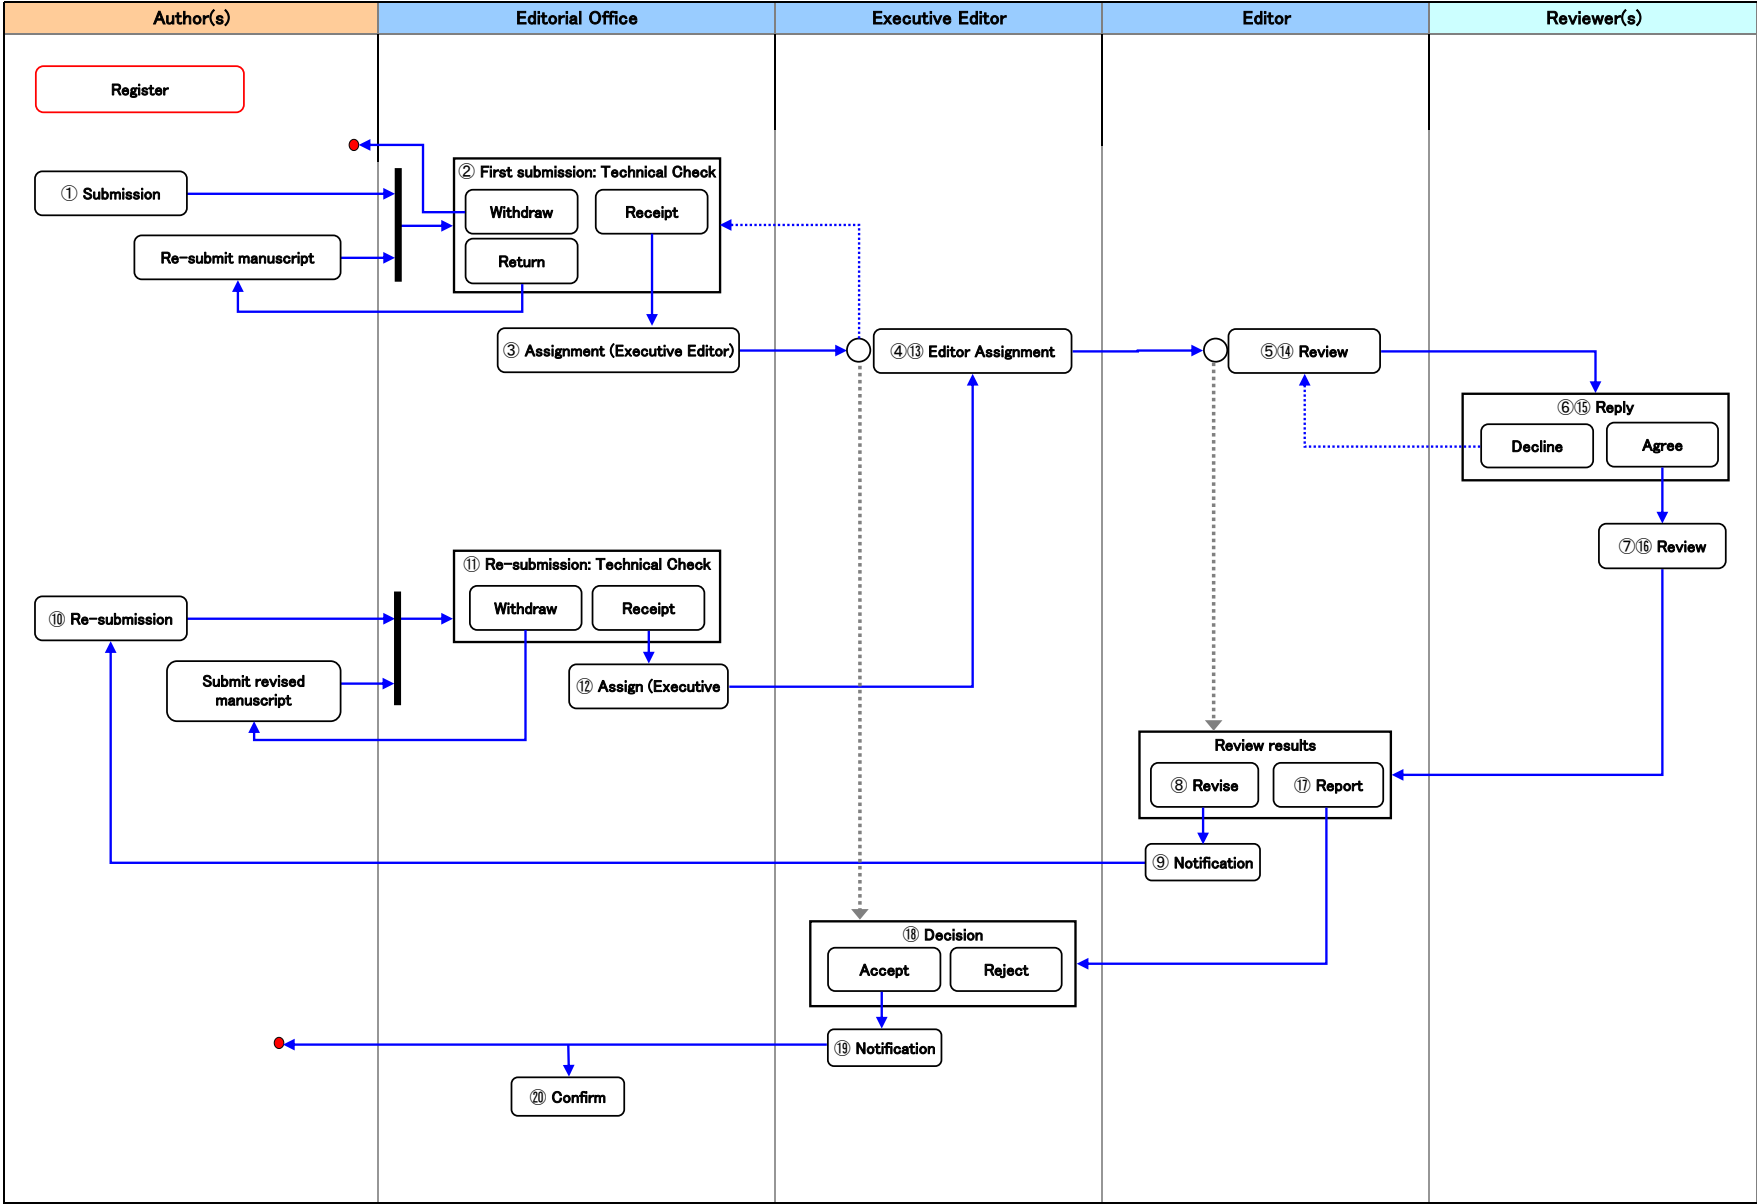 Author(s)
Editorial Office
Executive Editor
Editor
Reviewer(s)
Register
① Submission
② First submission: Technical Check
Withdraw
Receipt
Re-submit manuscript
Return
③ Assignment (Executive Editor)
④⑬ Editor Assignment
⑤⑭ Review
⑥⑮ Reply
Decline
Agree
⑦⑯ Review
⑪ Re-submission: Technical Check
Withdraw
Receipt
⑩ Re-submission
Submit revised
manuscript
⑫ Assign (Executive
Review results
⑧ Revise
⑰ Report
⑨ Notification
⑱ Decision
Accept
Reject
⑲ Notification
⑳ Confirm